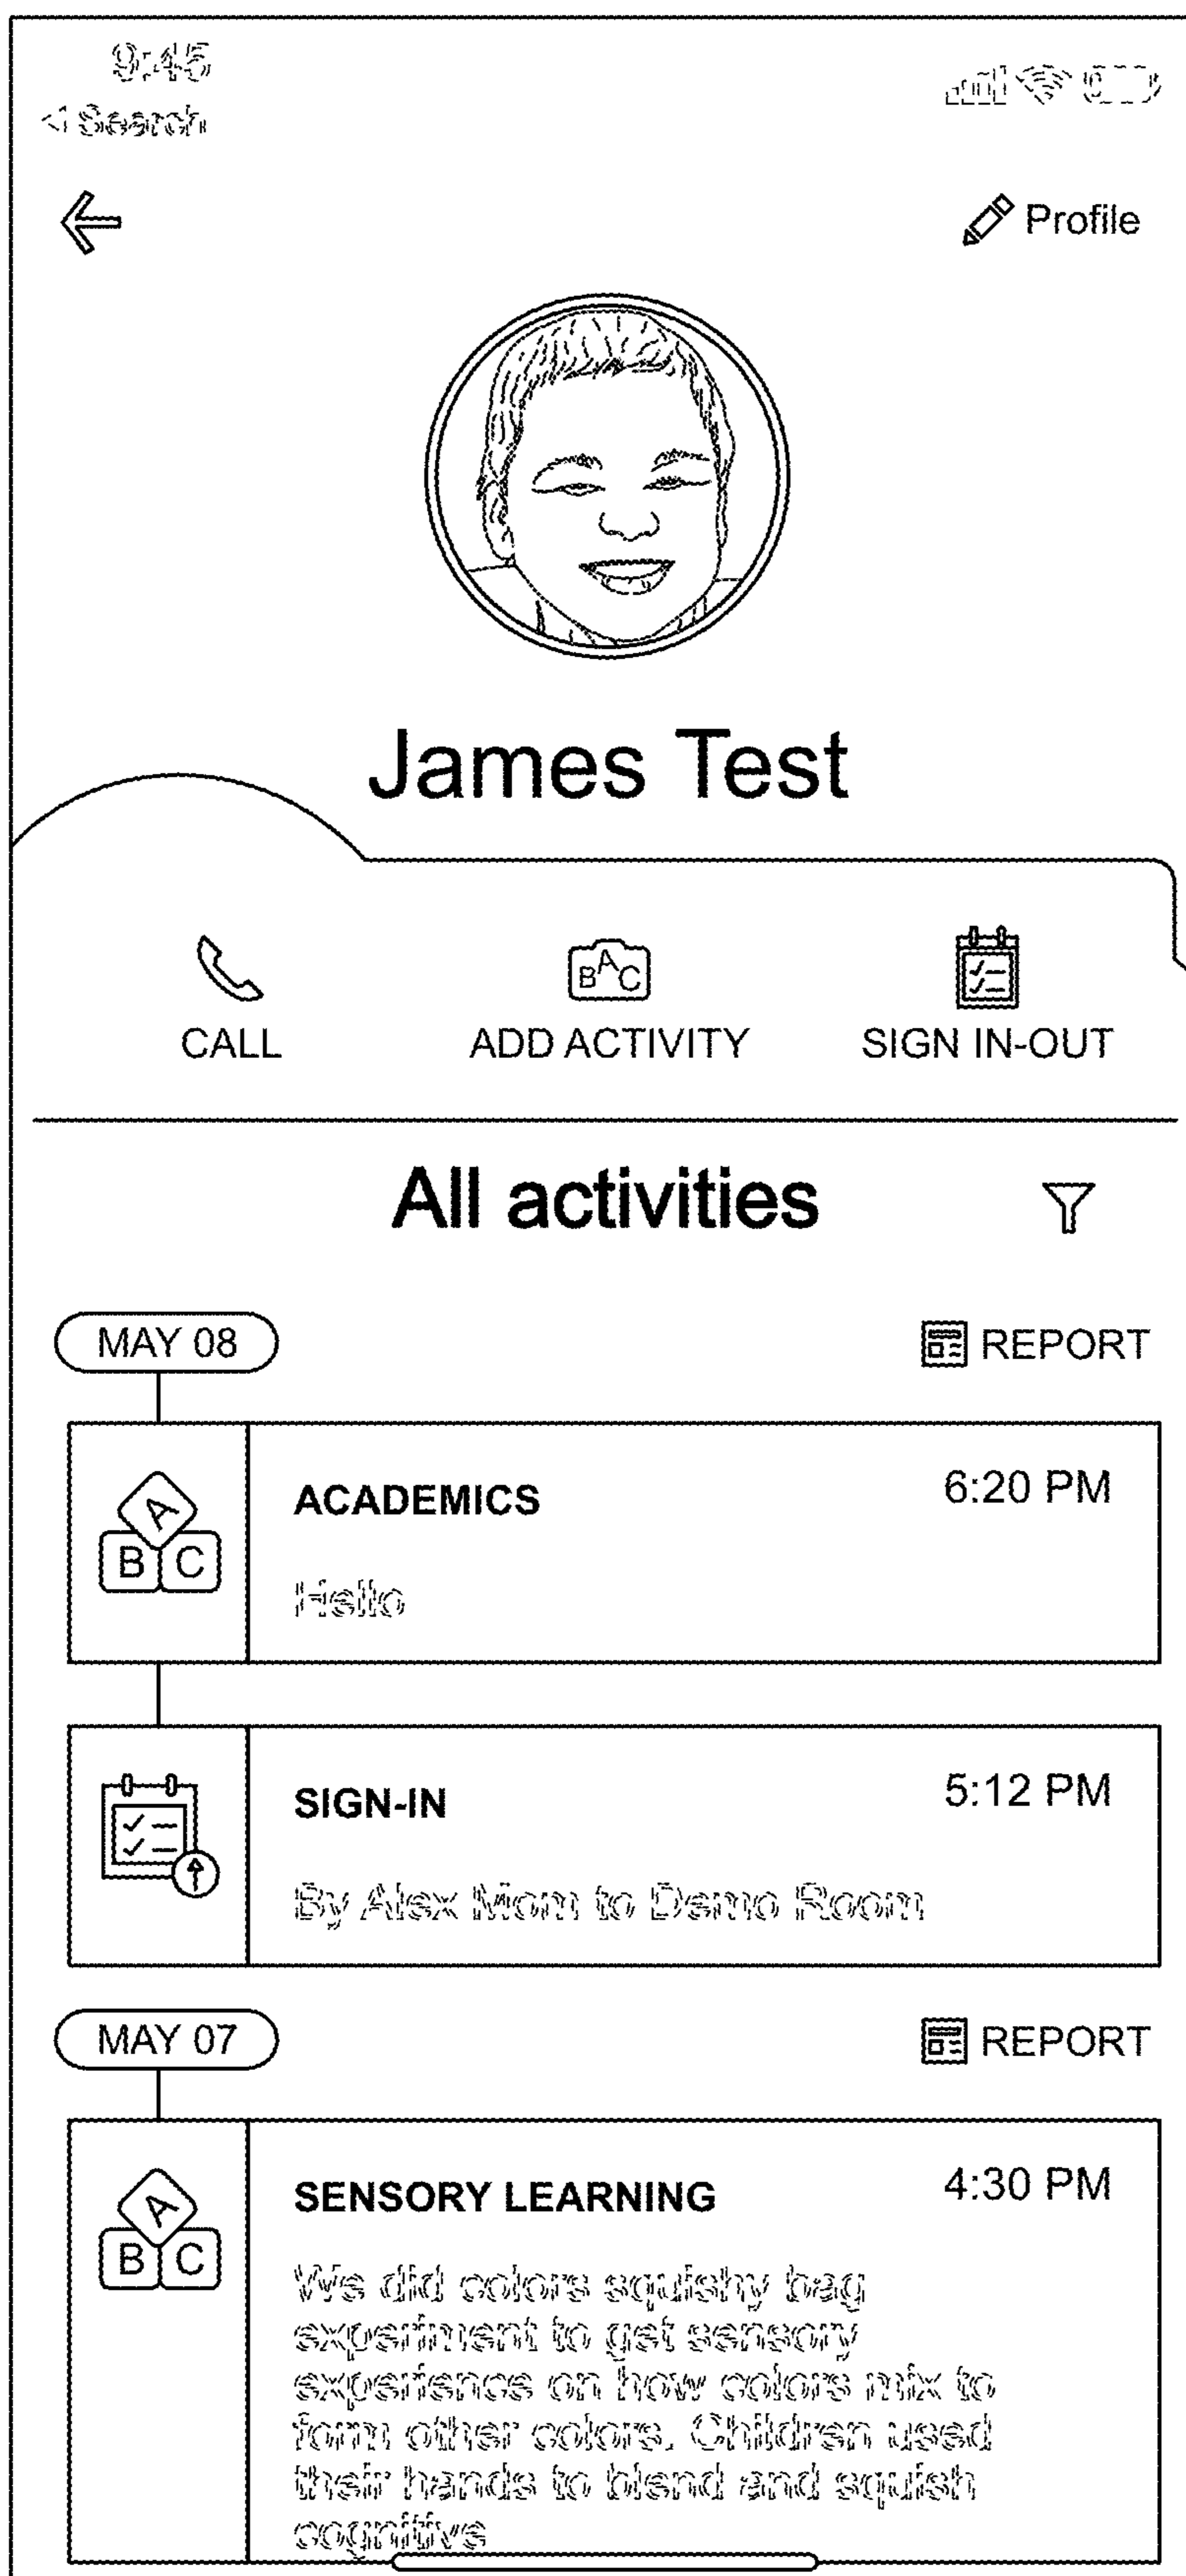 9:45
Search
Profile
James Test
BAC
CALL
ADD ACTIVITY
SIGN IN-OUT
All activities
MAY 08
REPORT
A
B C
ACADEMICS
6:20 PM
Hello
SIGN-IN
5:12 PM
By Alex Mom to Demo Room
MAY 07
REPORT
A
B C
SENSORY LEARNING
4:30 PM
We did colors squishy bag
experiment to get sensory
experience on how colors mix to
form other colors. Children used
their hands to blend and squish
cognitive